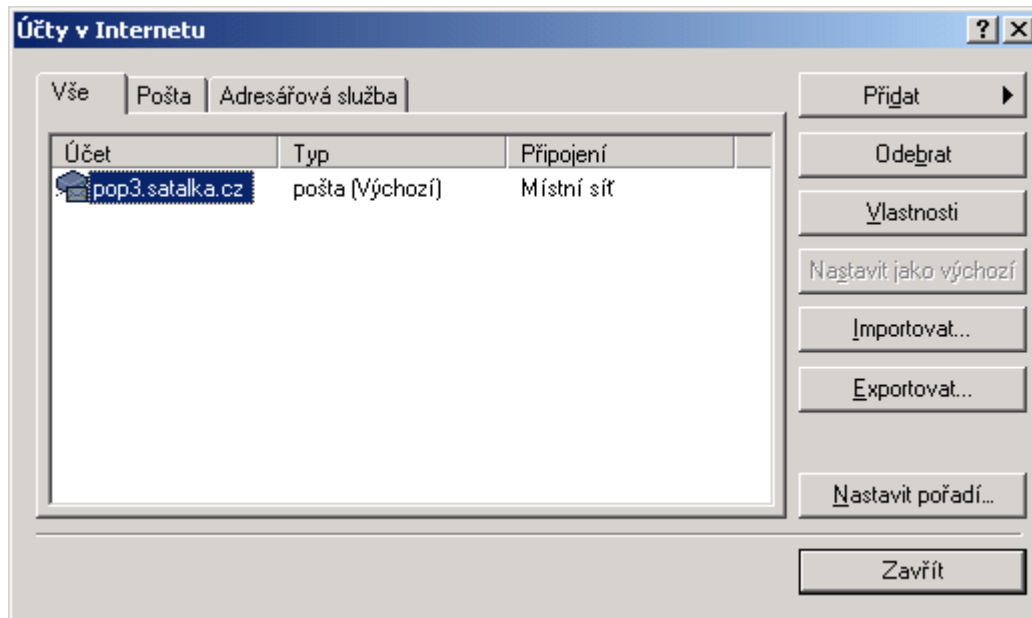 Účty v Internetu
Vše Pošta Adresářová služba
Účet Typ Připojení
pop3.satalka.cz pošta (Výchozí) Místní síť
Přidat
Odebrat
Vlastnosti
Nastavit jako výchozí
Importovat...
Exportovat...
Nastavit pořadí...
Zavřít